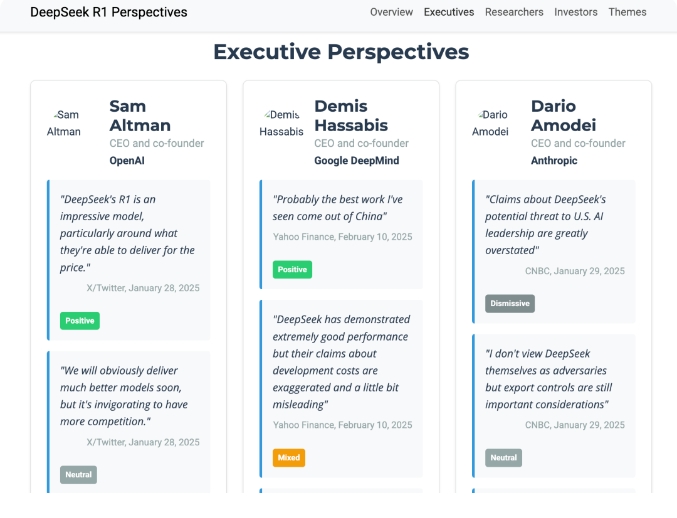 DeepSeek R1 Perspectives
Overview Executives Researchers Investors Themes
Executive Perspectives
Sam
Altman
Sam
Altman
CEO and co-founder
OpenAI
"DeepSeek's R1 is an
impressive model,
particularly around what
they're able to deliver for the
price."
X/Twitter, January 28, 2025
Positive
"We will obviously deliver
much better models soon,
but it's invigorating to have
more competition."
X/Twitter, January 28, 2025
Neutral
Demis
Hassabis
Demis
Hassabis
CEO and co-founder
Google DeepMind
"Probably the best work I've
seen come out of China"
Yahoo Finance, February 10, 2025
Positive
"DeepSeek has demonstrated
extremely good performance
but their claims about
development costs are
exaggerated and a little bit
misleading"
Yahoo Finance, February 10, 2025
Mixed
Dario
Amodei
Dario
Amodei
CEO and co-founder
Anthropic
"Claims about DeepSeek's
potential threat to U.S. AI
leadership are greatly
overstated"
CNBC, January 29, 2025
Dismissive
"I don't view DeepSeek
themselves as adversaries
but export controls are still
important considerations"
CNBC, January 29, 2025
Neutral